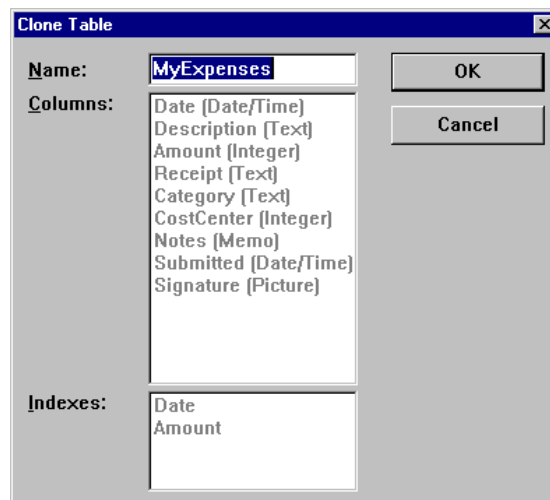 Clone Table
Name: MyExpenses OK
Columns: Date (Date/Time) Cancel
Description (Text)
Amount (Integer)
Receipt (Text)
Category (Text)
CostCenter (Integer)
Notes (Memo)
Submitted (Date/Time)
Signature (Picture)
Indexes: Date
Amount